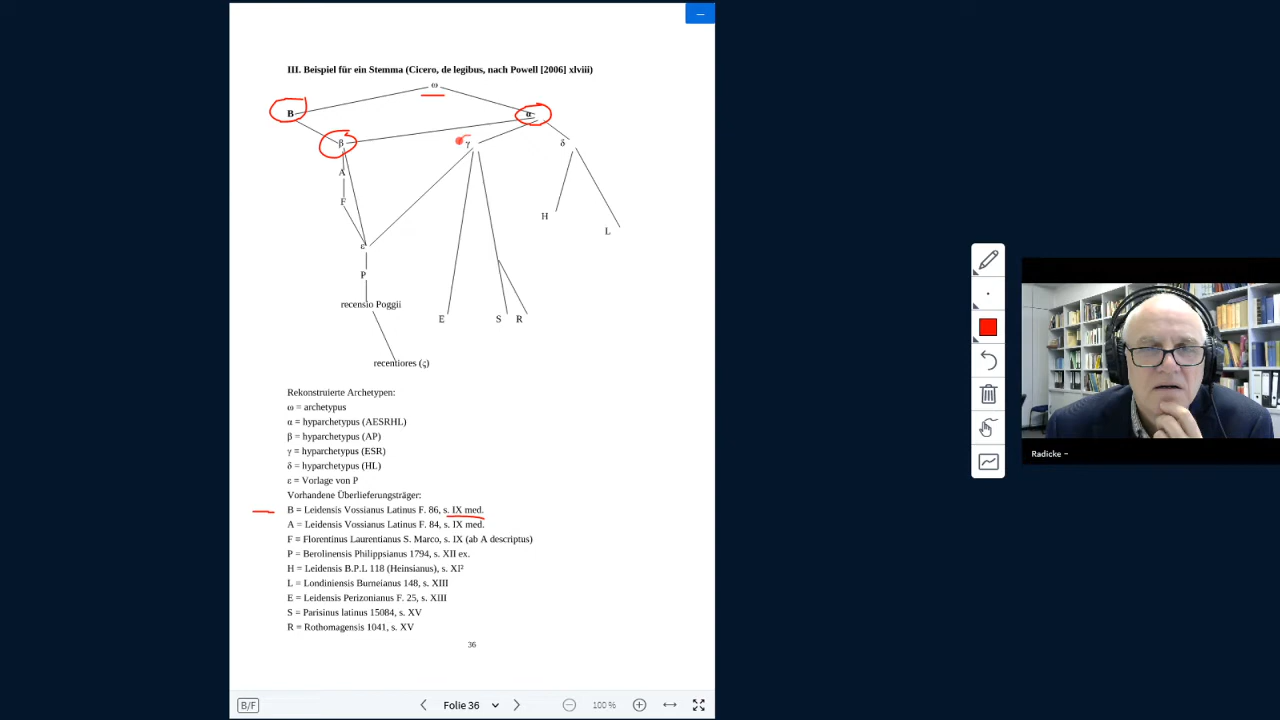 III. Beispiel für ein Stemma (Cicero, de legibus, nach Powell [2006] xlviii)
ω
B
α
β
γ
δ
A
F
H
L
ε
P
recensio Poggii
E
S
R
recentiores (ς)
Rekonstruierte Archetypen:
ω = archetypus
α = hyparchetypus (AESRHL)
β = hyparchetypus (AP)
γ = hyparchetypus (ESR)
δ = hyparchetypus (HL)
ε = Vorlage von P
Vorhandene Überlieferungsträger:
B = Leidensis Vossianus Latinus F. 86, s. IX med.
A = Leidensis Vossianus Latinus F. 84, s. IX med.
F = Florentinus Laurentianus S. Marco, s. IX (ab A descriptus)
P = Berolinensis Philippsianus 1794, s. XII ex.
H = Leidensis B.P.L 118 (Heinsianus), s. XI²
L = Londiniensis Burneianus 148, s. XIII
E = Leidensis Perizonianus F. 25, s. XIII
S = Parisinus latinus 15084, s. XV
R = Rothomagensis 1041, s. XV
36
B/F
Folie 36
100 %
Radicke –